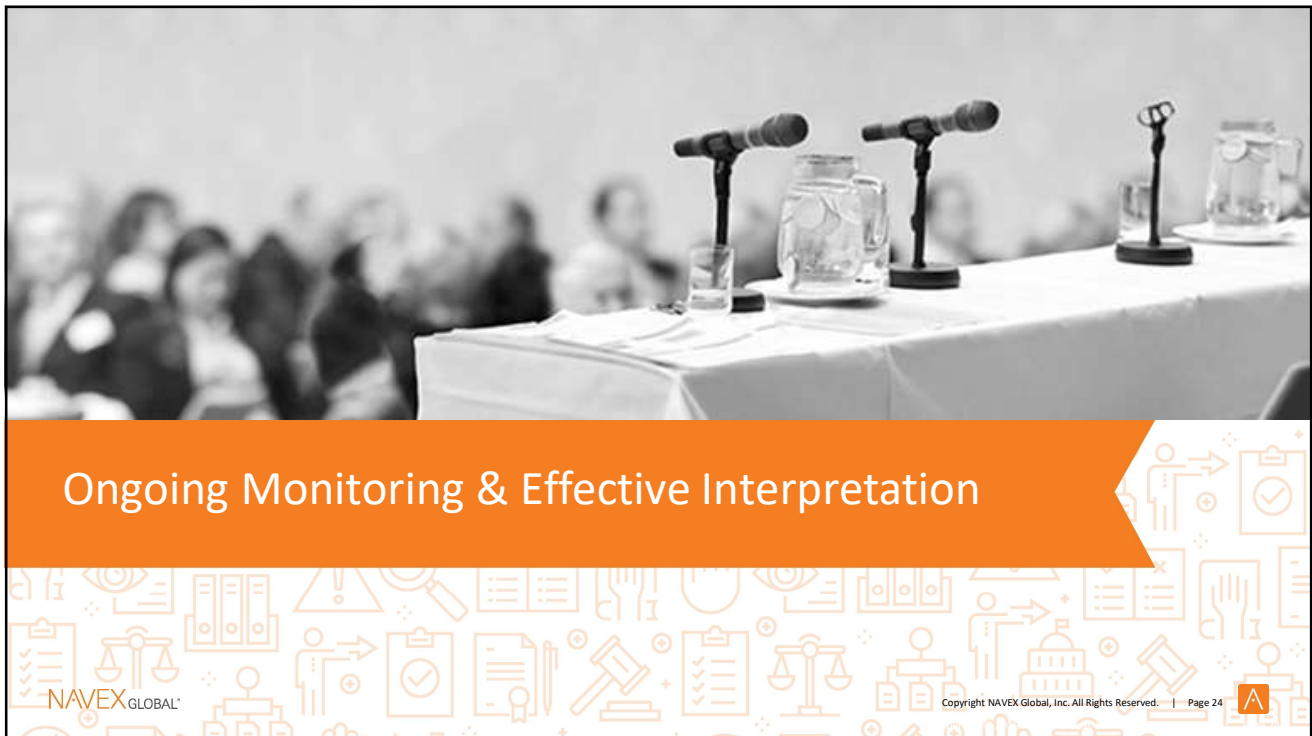 Ongoing Monitoring & Effective Interpretation
NAVEX GLOBAL®
Copyright NAVEX Global, Inc. All Rights Reserved. | Page 24